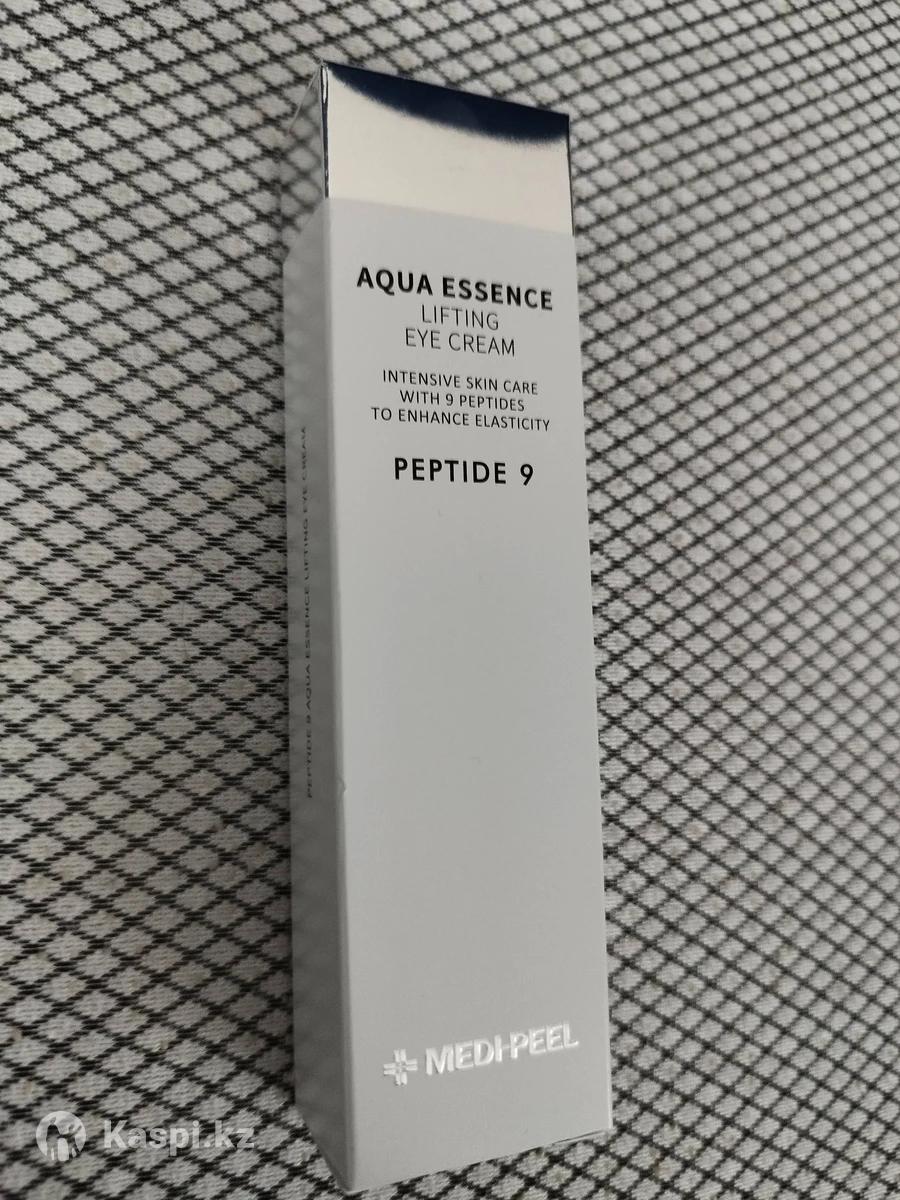 AQUA ESSENCE
LIFTING
EYE CREAM
INTENSIVE SKIN CARE
WITH 9 PEPTIDES
TO ENHANCE ELASTICITY
PEPTIDE 9
PEPTIDE 9 AQUA ESSENCE LIFTING EYE CREAM
MEDI-PEEL
Kaspi.kz